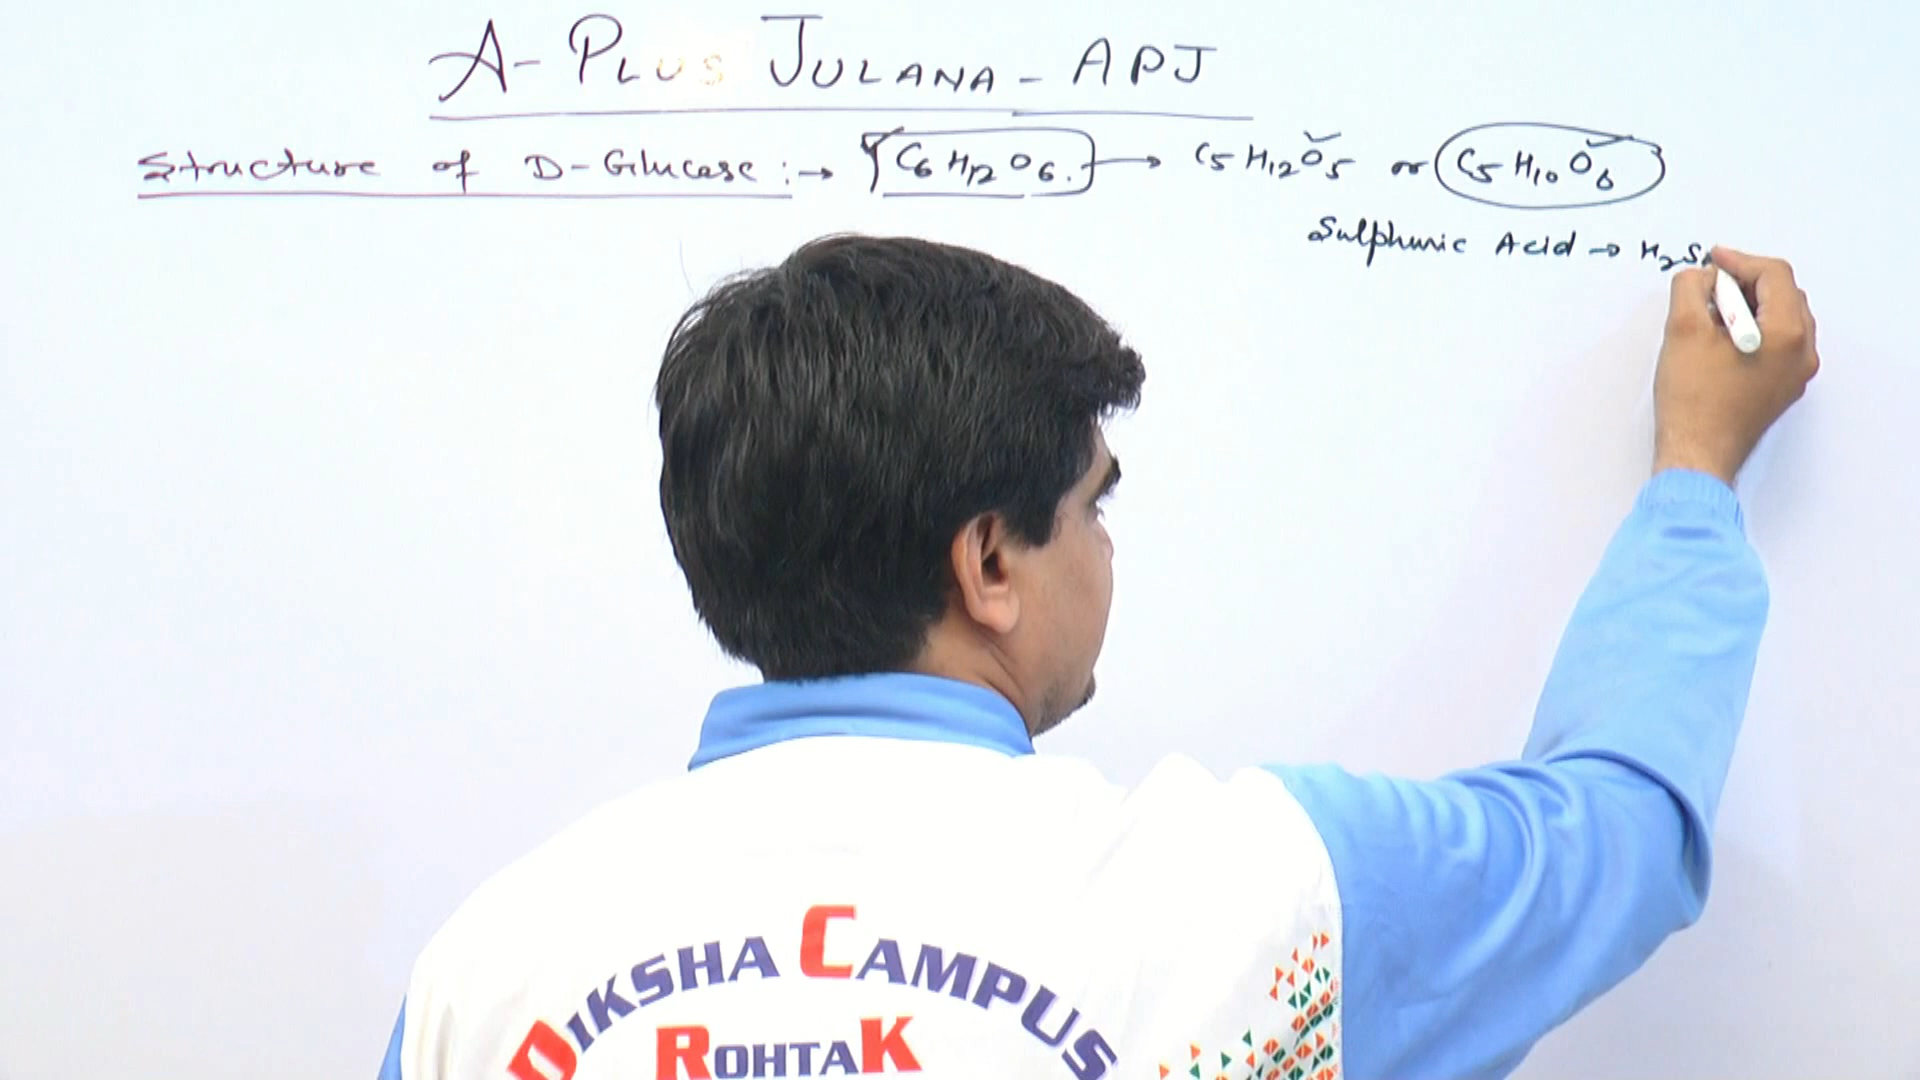 A-PLUS JULANA - APJ
Structure of D-Glucose :→ C6H12O6. → C5H12O5 or C5H10O6
Sulphuric Acid → H2S
DIKSHA CAMPUS
ROHTAK